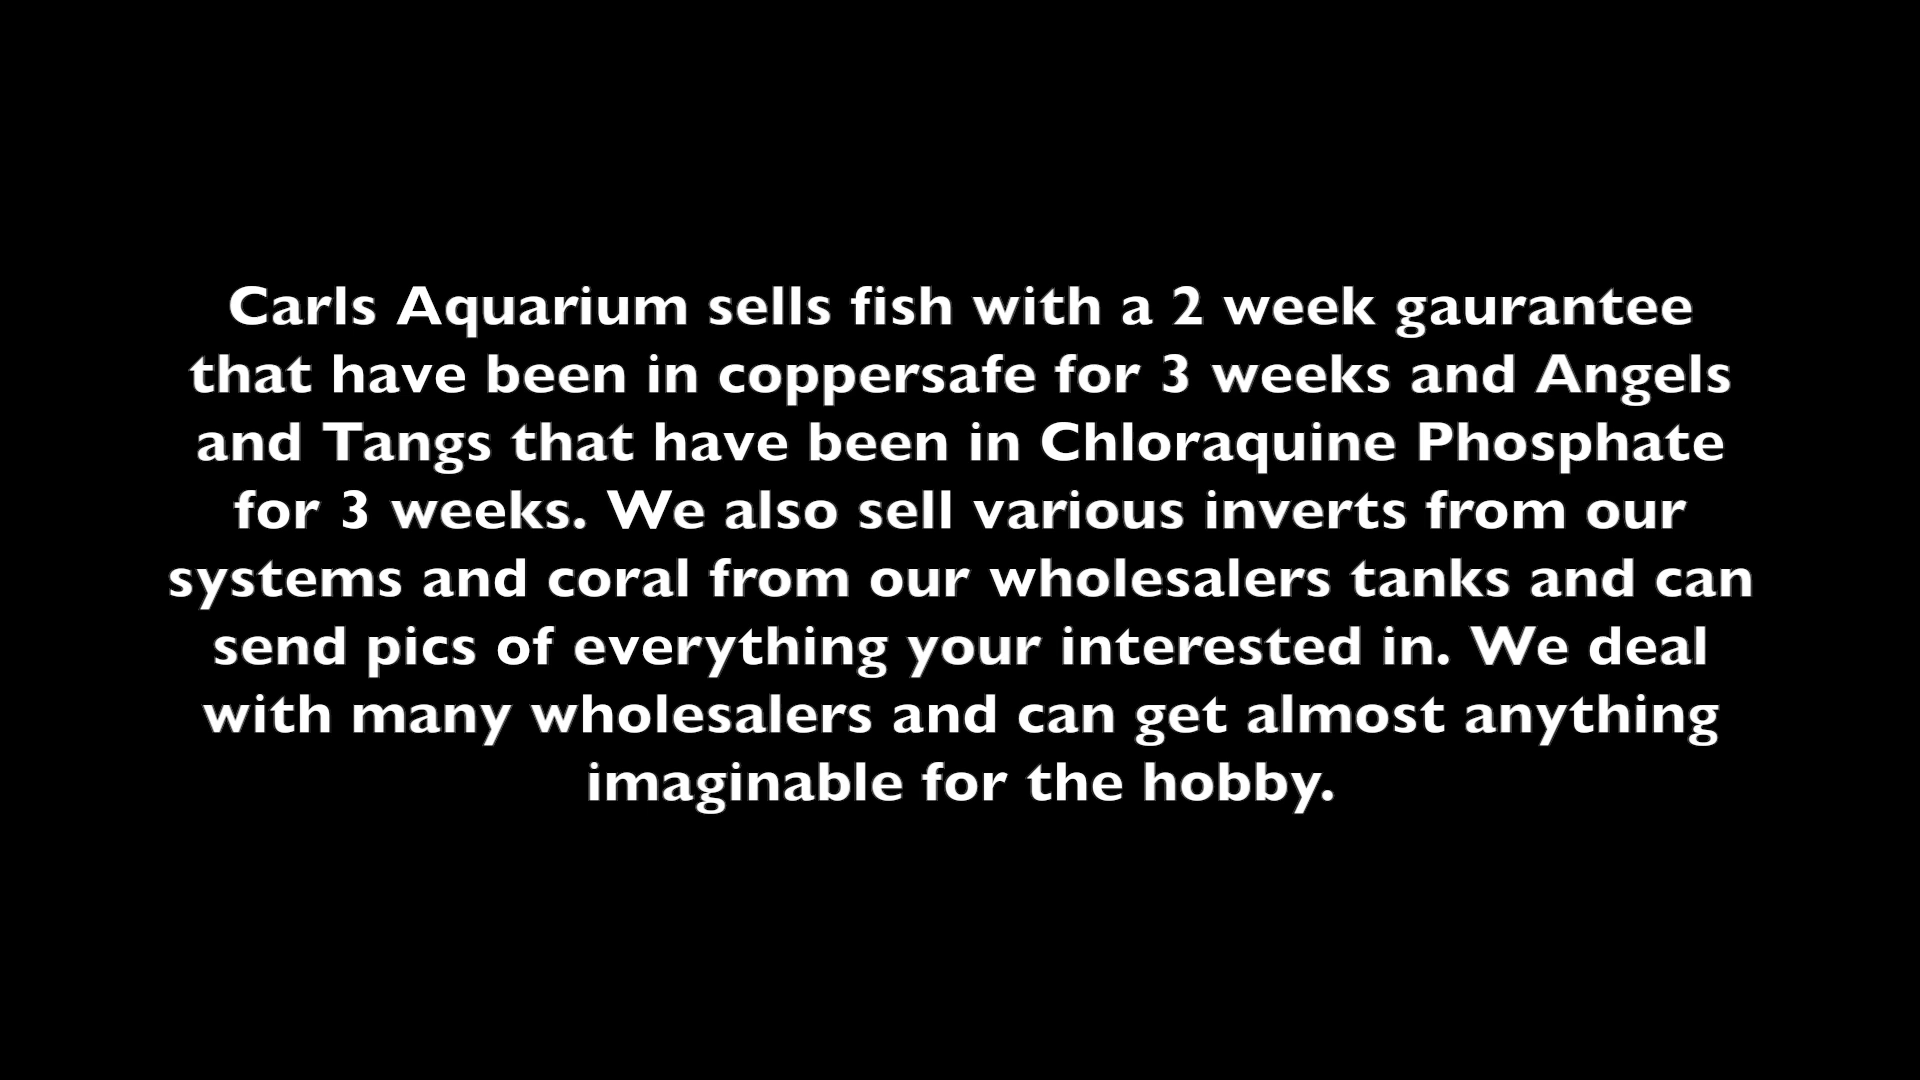 Carls Aquarium sells fish with a 2 week gaurantee
that have been in coppersafe for 3 weeks and Angels
and Tangs that have been in Chloraquine Phosphate
for 3 weeks. We also sell various inverts from our
systems and coral from our wholesalers tanks and can
send pics of everything your interested in. We deal
with many wholesalers and can get almost anything
imaginable for the hobby.